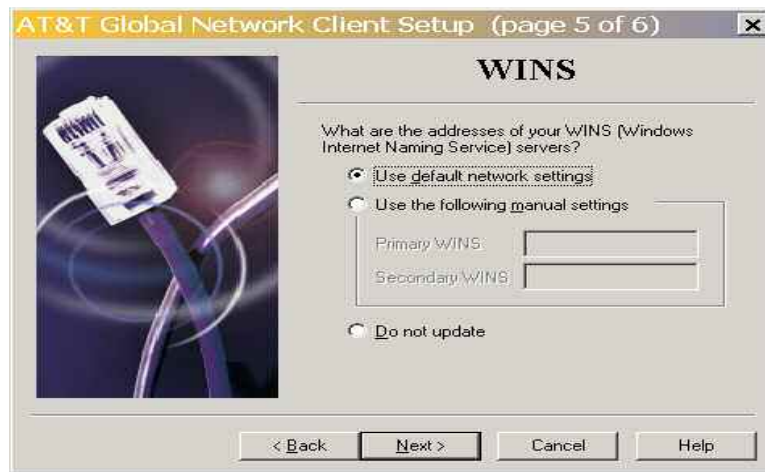 AT&T Global Network Client Setup (page 5 of 6)
WINS
What are the addresses of your WINS (Windows
Internet Naming Service) servers?
Use default network settings
Use the following manual settings
Primary WINS
Secondary WINS
Do not update
< Back
Next >
Cancel
Help